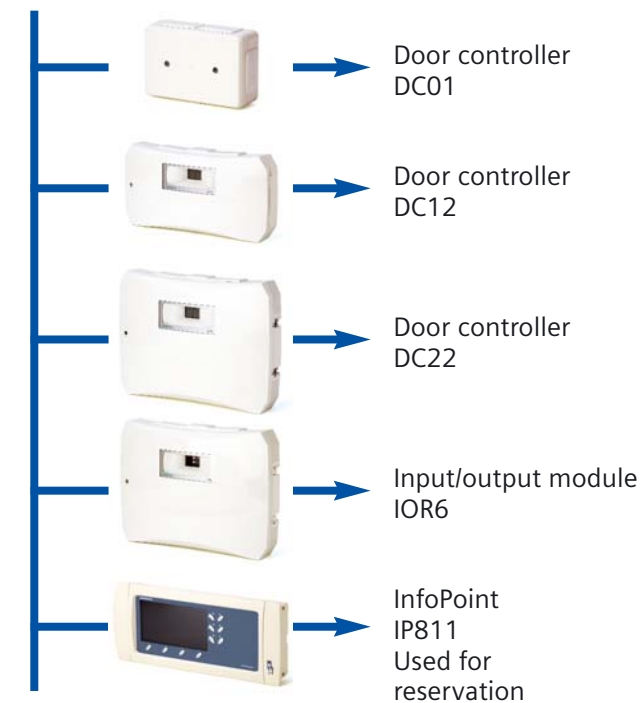 Door controller
DC01
Door controller
DC12
Door controller
DC22
Input/output module
IOR6
InfoPoint
IP811
Used for
reservation